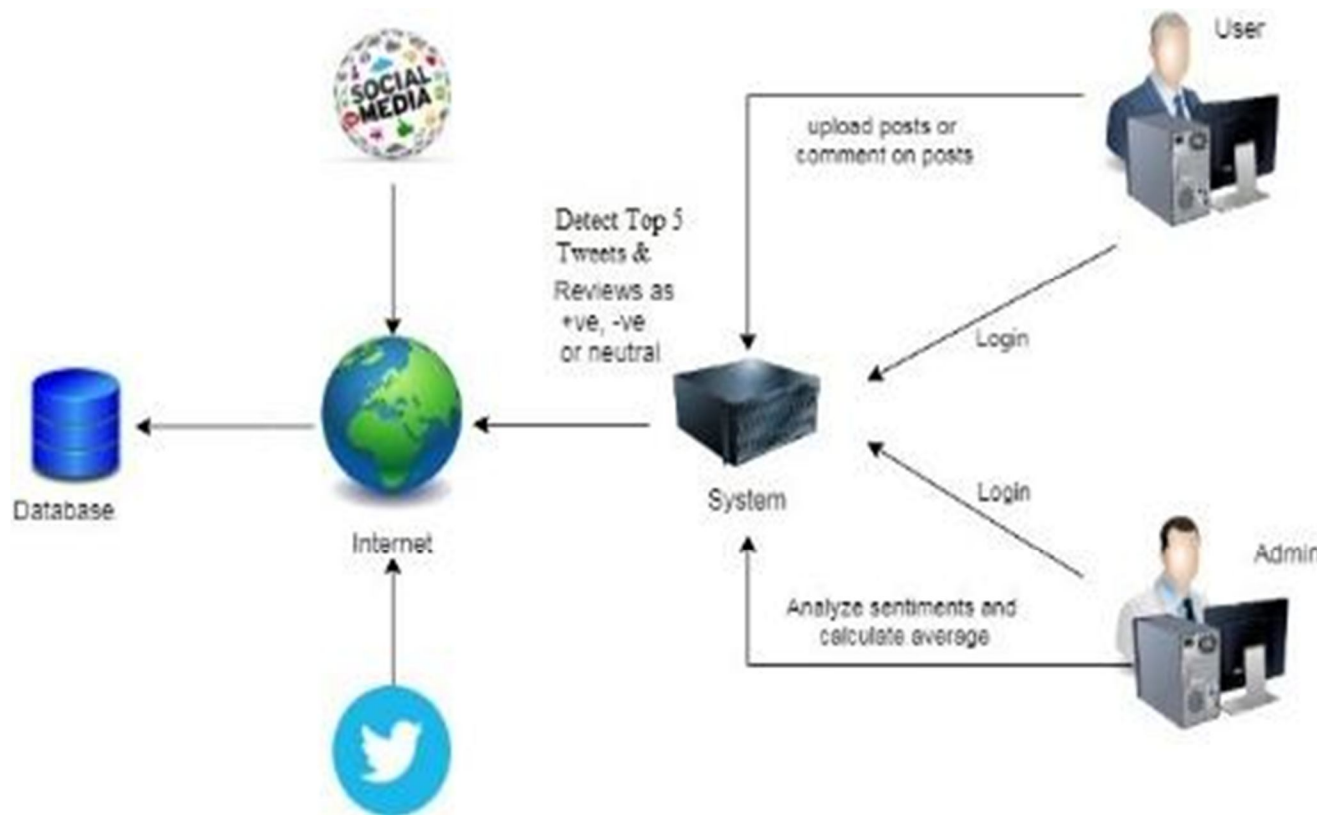 User
SOCIAL
MEDIA
upload posts or
comment on posts
Detect Top 5
Tweets &
Reviews as
+ve, -ve
or neutral
Login
Database
Internet
System
Login
Admin
Analyze sentiments and
calculate average